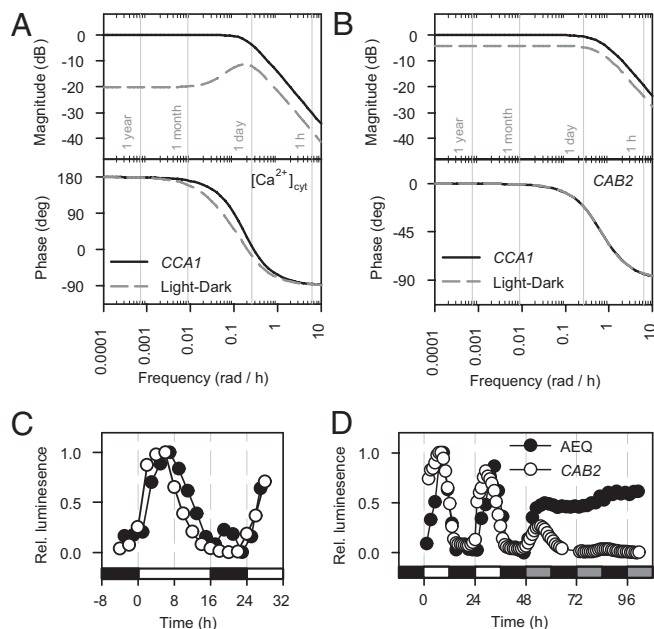 A
Magnitude (dB)
0
-10
-20
-30
-40
1 year
1 month
1 day
1 h
Phase (deg)
180
90
0
-90
[Ca2+]cyt
CCA1
Light-Dark
0.0001
0.001
0.01
0.1
1
10
Frequency (rad / h)
B
Magnitude (dB)
0
-10
-20
-30
-40
1 year
1 month
1 day
1 h
Phase (deg)
0
-45
-90
CAB2
CCA1
Light-Dark
0.0001
0.001
0.01
0.1
1
10
Frequency (rad / h)
C
Rel. luminesence
1.0
0.5
0.0
-8 0 8 16 24 32
Time (h)
D
Rel. luminesence
1.0
0.5
0.0
AEQ
CAB2
0 24 48 72 96
Time (h)